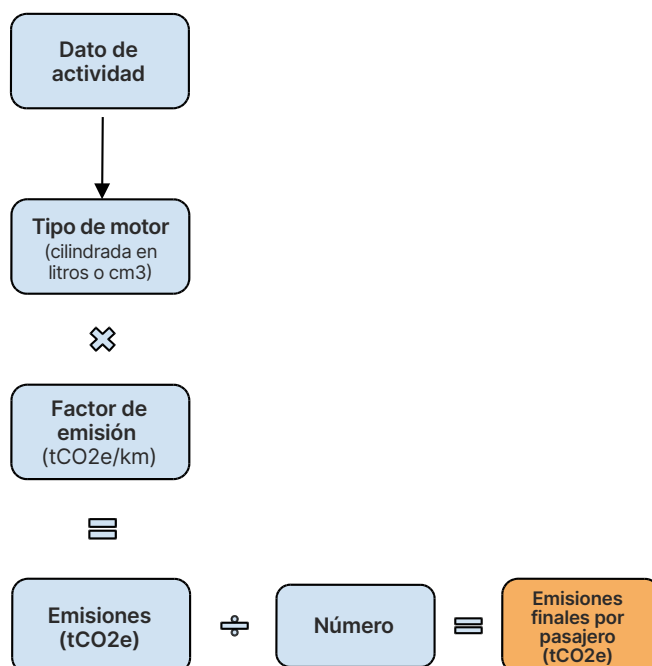 Dato de
actividad
Tipo de motor
(cilindrada en
litros o cm3)
Factor de
emisión
(tCO2e/km)
Emisiones
(tCO2e)
Número
Emisiones
finales por
pasajero
(tCO2e)